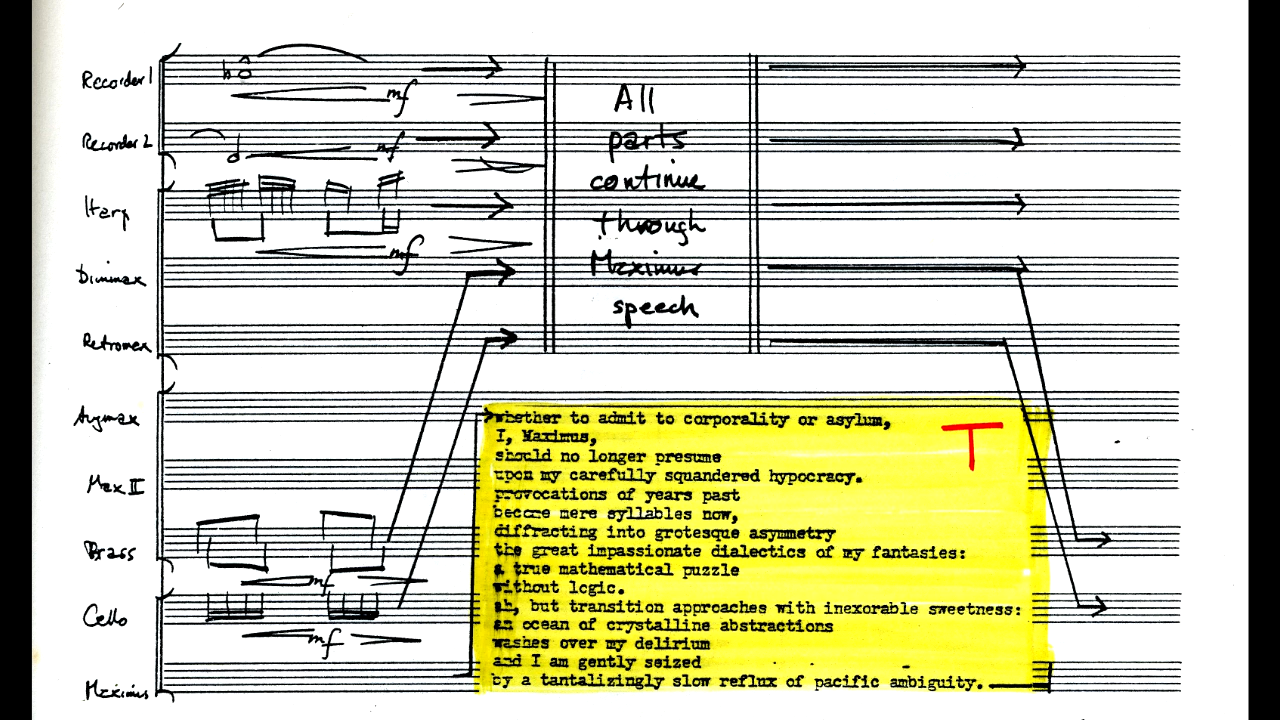 Recorder 1
mf
Recorder 2
mf
Harp
mf
Dinimax
Retromax
All
parts
continue
through
Maximus
speech
Argmax
Max II
Brass
mf
Cello
mf
Maximus
whether to admit to corporality or asylum,
I, Maximus,
should no longer presume
upon my carefully squandered hypocracy.
provocations of years past
become mere syllables now,
diffracting into grotesque asymmetry
the great impassionate dialectics of my fantasies:
a true mathematical puzzle
without logic.
ah, but transition approaches with inexorable sweetness:
an ocean of crystalline abstractions
washes over my delirium
and I am gently seized
by a tantalizingly slow reflux of pacific ambiguity.
T